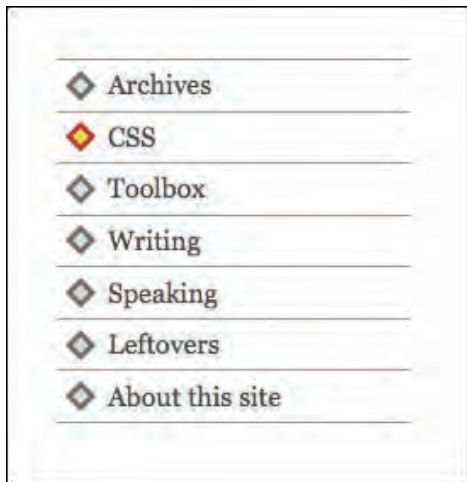 Archives
CSS
Toolbox
Writing
Speaking
Leftovers
About this site